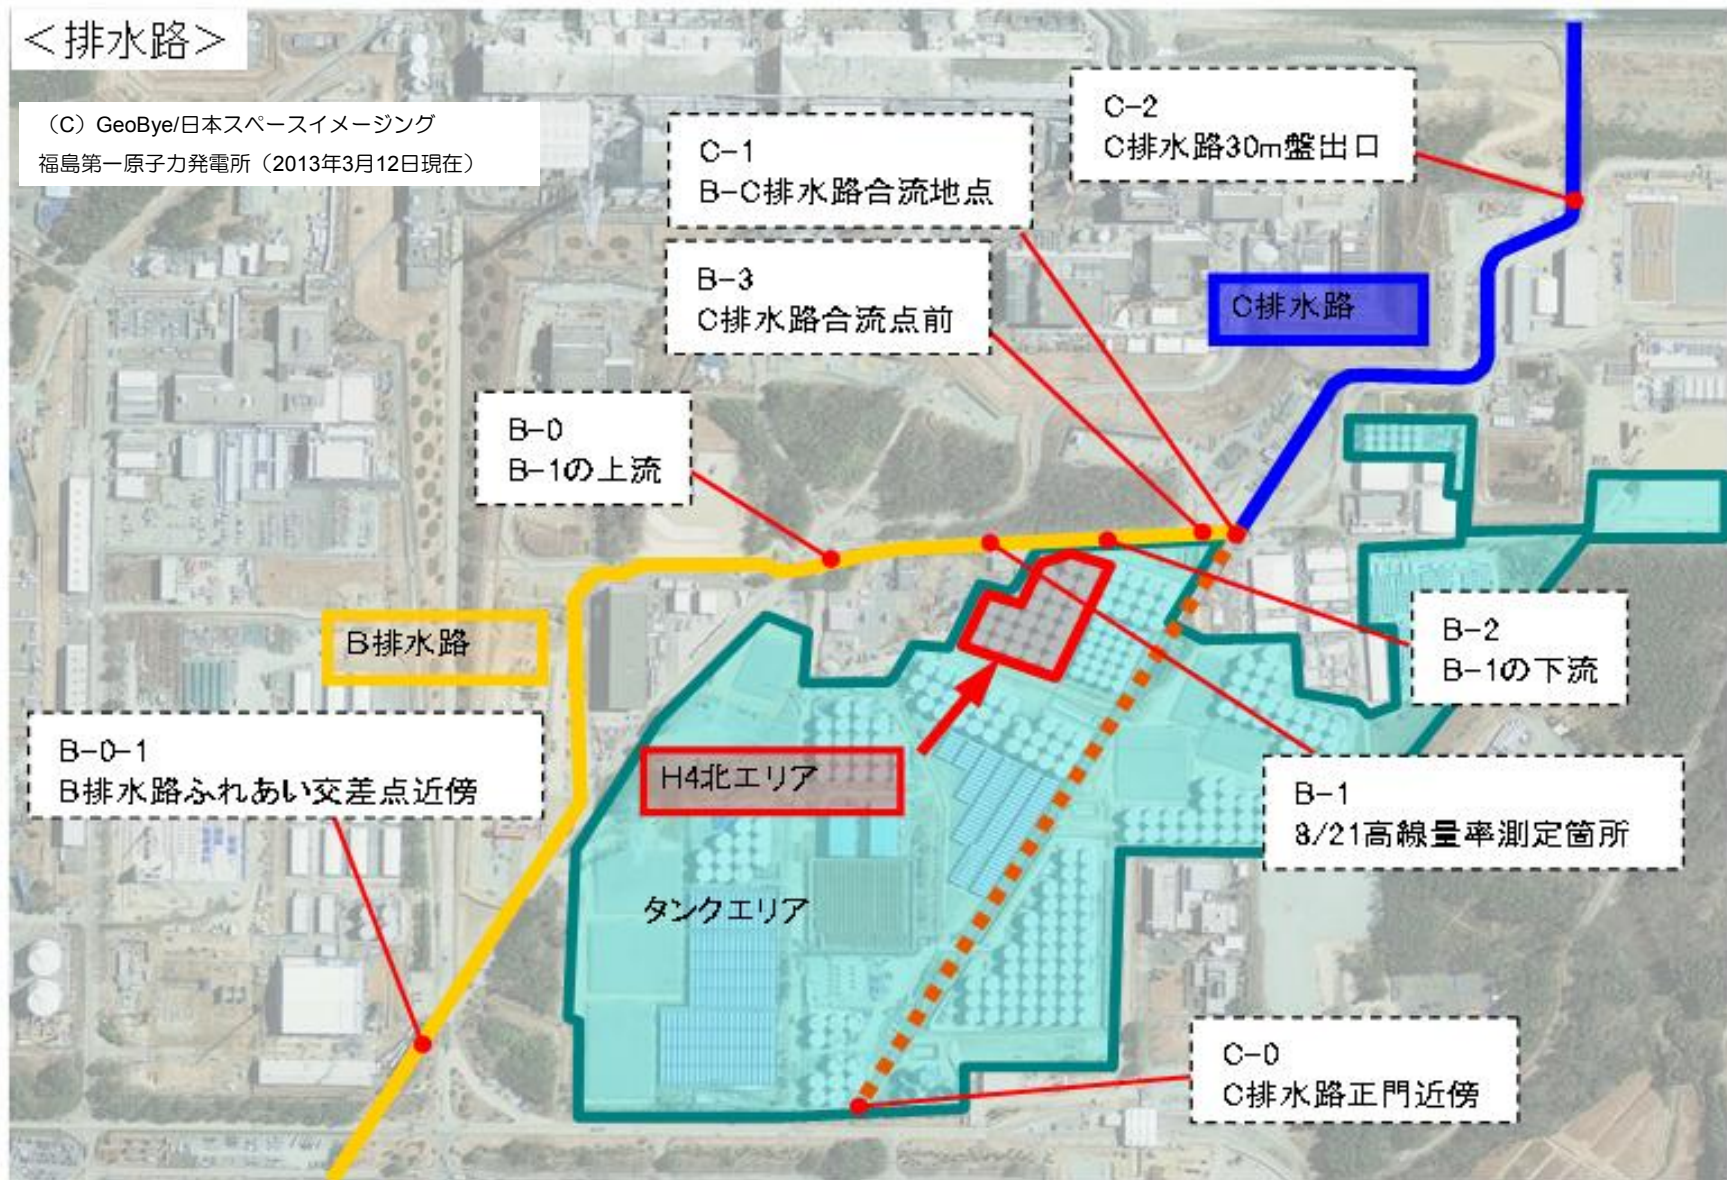 ＜排水路＞
（C）GeoBye/日本スペースイメージング
福島第一原子力発電所（2013年3月12日現在）
C-2
C排水路30m盤出口
C-1
B-C排水路合流地点
B-3
C排水路合流点前
C排水路
B-0
B-1の上流
B排水路
B-2
B-1の下流
B-0-1
B排水路ふれあい交差点近傍
H4北エリア
B-1
8/21高線量率測定箇所
タンクエリア
C-0
C排水路正門近傍